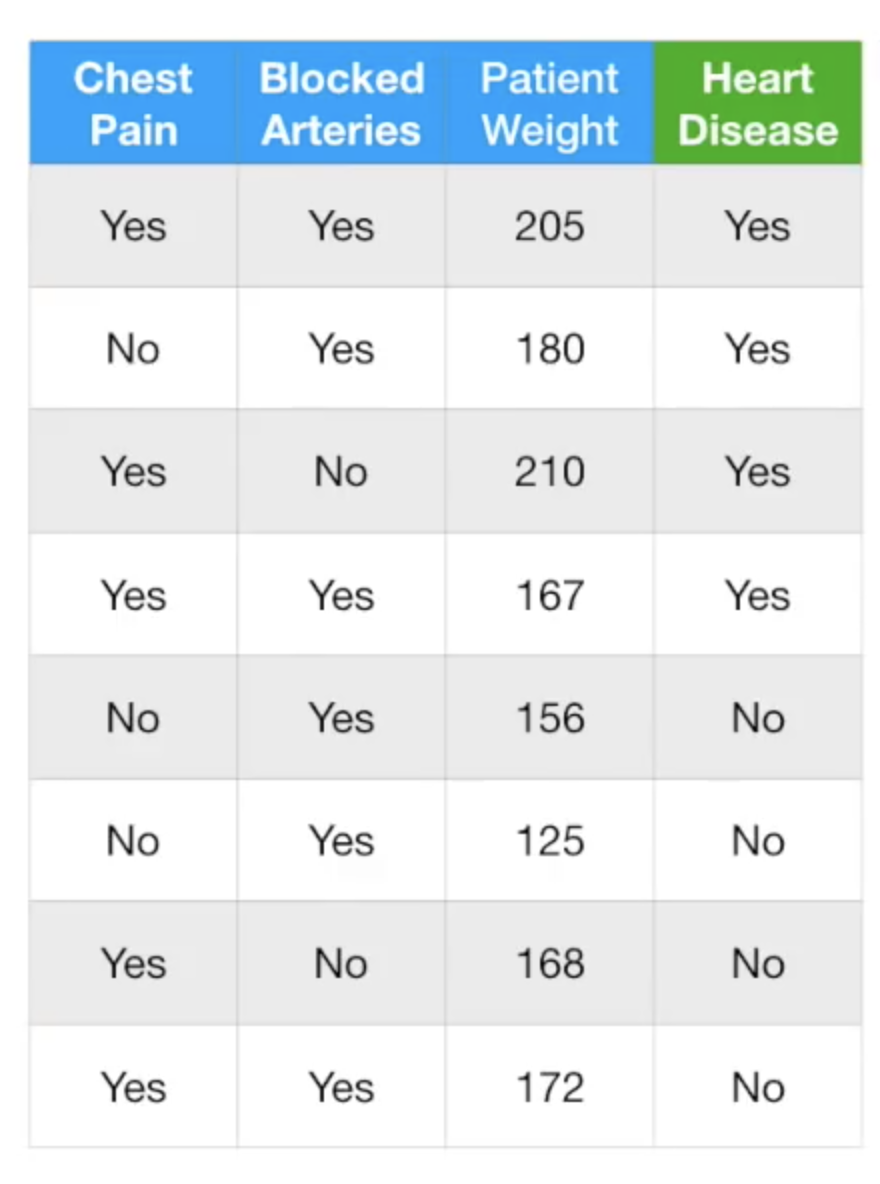 Chest Pain Blocked Arteries Patient Weight Heart Disease
Yes Yes 205 Yes
No Yes 180 Yes
Yes No 210 Yes
Yes Yes 167 Yes
No Yes 156 No
No Yes 125 No
Yes No 168 No
Yes Yes 172 No